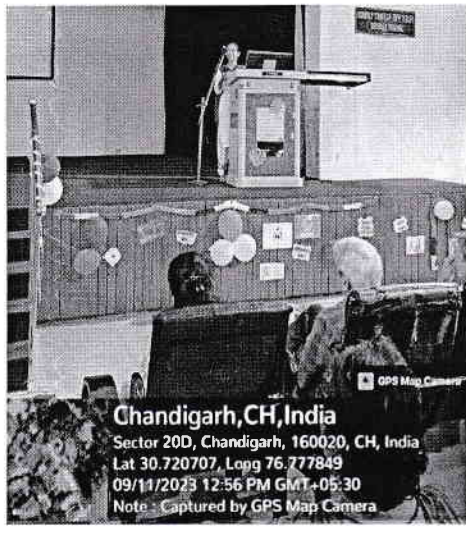 GPS Map Camera
Chandigarh,CH,India
Sector 20D, Chandigarh, 160020, CH, India
Lat 30.720707, Long 76.777849
09/11/2023 12:56 PM GMT+05:30
Note : Captured by GPS Map Camera